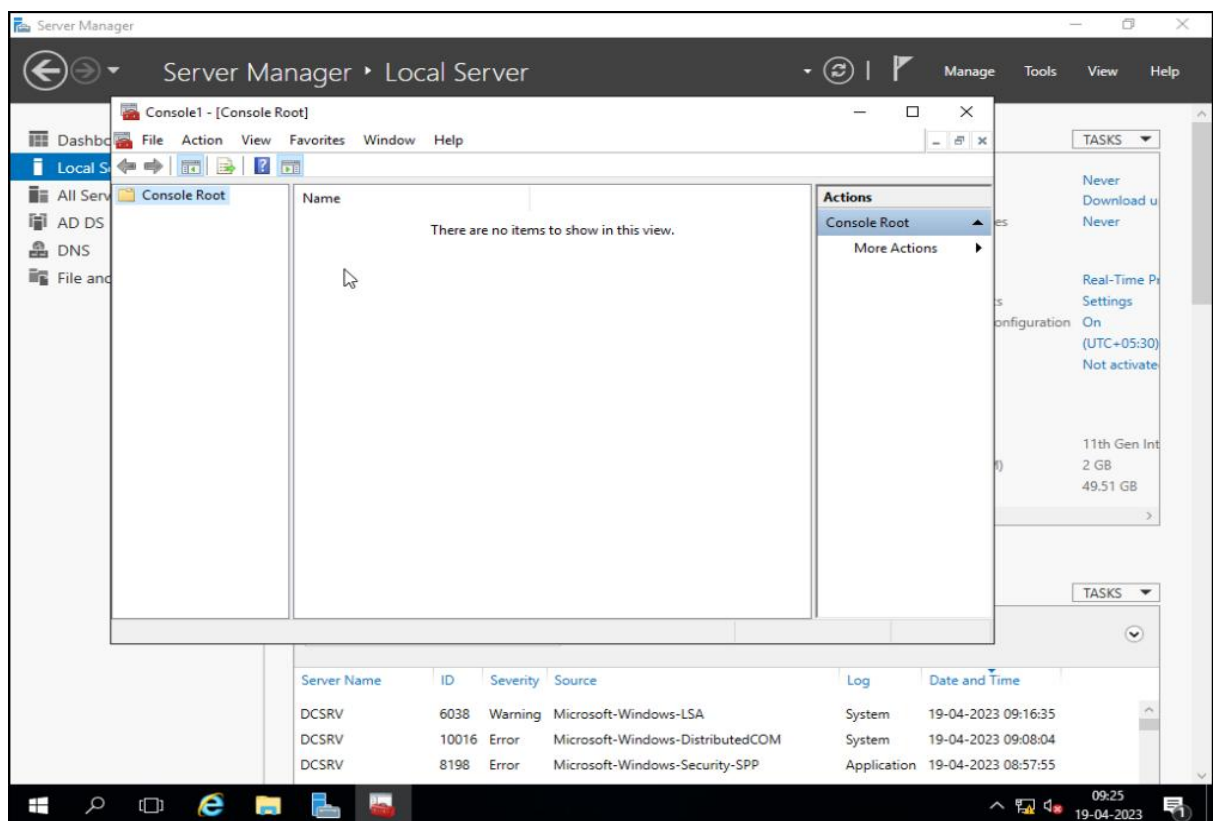 Server Manager
Server Manager • Local Server
Manage Tools View Help
Console1 - [Console Root]
File Action View Favorites Window Help
Dashbo
Local S
All Serv
AD DS
DNS
File and
Console Root
Name
There are no items to show in this view.
Actions
Console Root
More Actions
TASKS
Never
Download u
es Never
Real-Time Pr
s Settings
onfiguration On
(UTC+05:30)
Not activate
11th Gen Int
2 GB
49.51 GB
TASKS
Server Name ID Severity Source Log Date and Time
DCSRV 6038 Warning Microsoft-Windows-LSA System 19-04-2023 09:16:35
DCSRV 10016 Error Microsoft-Windows-DistributedCOM System 19-04-2023 09:08:04
DCSRV 8198 Error Microsoft-Windows-Security-SPP Application 19-04-2023 08:57:55
09:25
19-04-2023
1